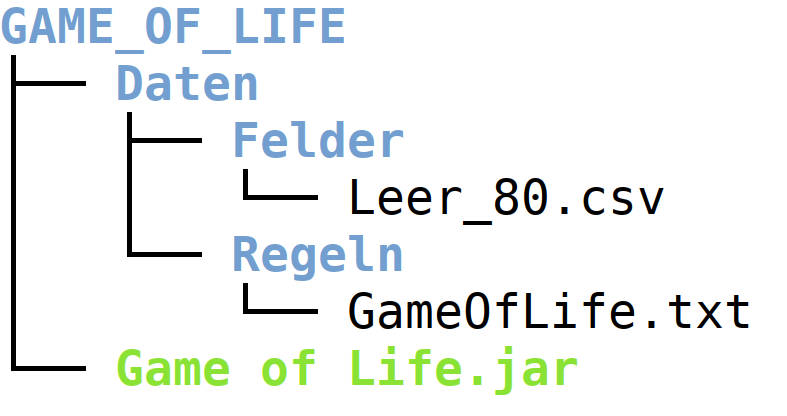 GAME_OF_LIFE
Daten
Felder
Leer_80.csv
Regeln
GameOfLife.txt
Game of Life.jar